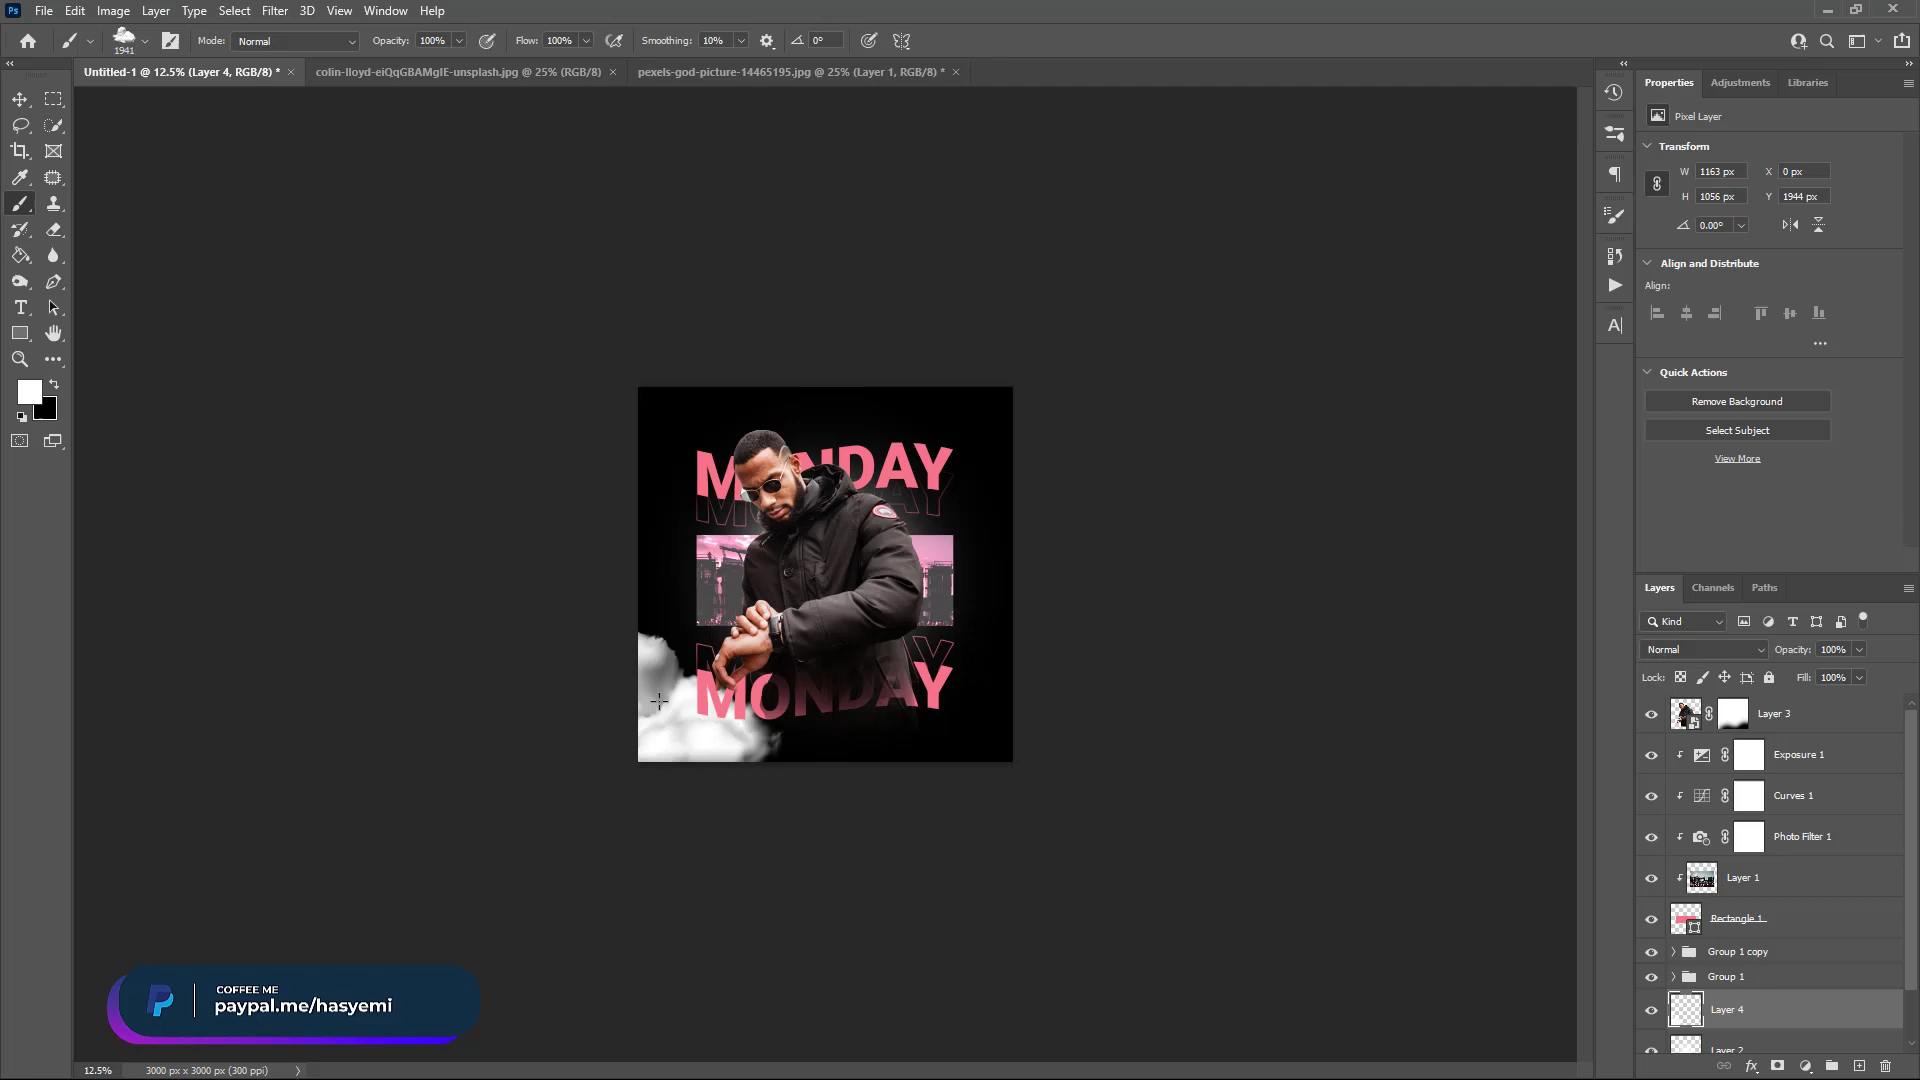 Ps File Edit Image Layer Type Select Filter 3D View Window Help
1941 Mode: Normal Opacity: 100% Flow: 100% Smoothing: 10% 0°
Untitled-1 @ 12.5% (Layer 4, RGB/8) * × colin-lloyd-eiQqGBAMgIE-unsplash.jpg @ 25% (RGB/8) × pexels-god-picture-14465195.jpg @ 25% (Layer 1, RGB/8) * ×
Properties Adjustments Libraries
Pixel Layer
Transform
W 1163 px X 0 px
H 1056 px Y 1944 px
0.00°
Align and Distribute
Align:
Quick Actions
Remove Background
Select Subject
View More
MONDAY
MONDAY
MONDAY
MONDAY
Layers Channels Paths
Kind
Normal Opacity: 100%
Lock: Fill: 100%
Layer 3
Exposure 1
Curves 1
Photo Filter 1
Layer 1
Rectangle 1
Group 1 copy
Group 1
Layer 4
Layer 2
COFFEE ME
paypal.me/hasyemi
12.5% 3000 px x 3000 px (300 ppi)